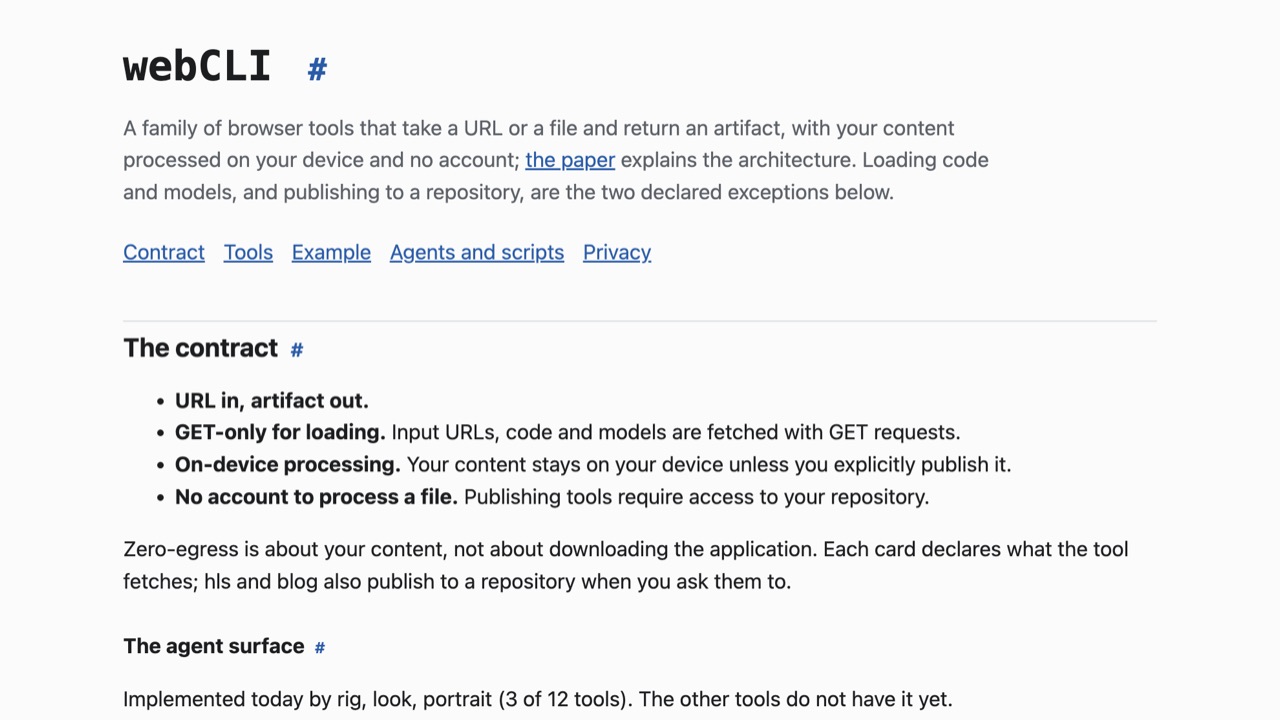 webCLI #
A family of browser tools that take a URL or a file and return an artifact, with your content
processed on your device and no account; the paper explains the architecture. Loading code
and models, and publishing to a repository, are the two declared exceptions below.
Contract Tools Example Agents and scripts Privacy
The contract #
• URL in, artifact out.
• GET-only for loading. Input URLs, code and models are fetched with GET requests.
• On-device processing. Your content stays on your device unless you explicitly publish it.
• No account to process a file. Publishing tools require access to your repository.
Zero-egress is about your content, not about downloading the application. Each card declares what the tool
fetches; hls and blog also publish to a repository when you ask them to.
The agent surface #
Implemented today by rig, look, portrait (3 of 12 tools). The other tools do not have it yet.